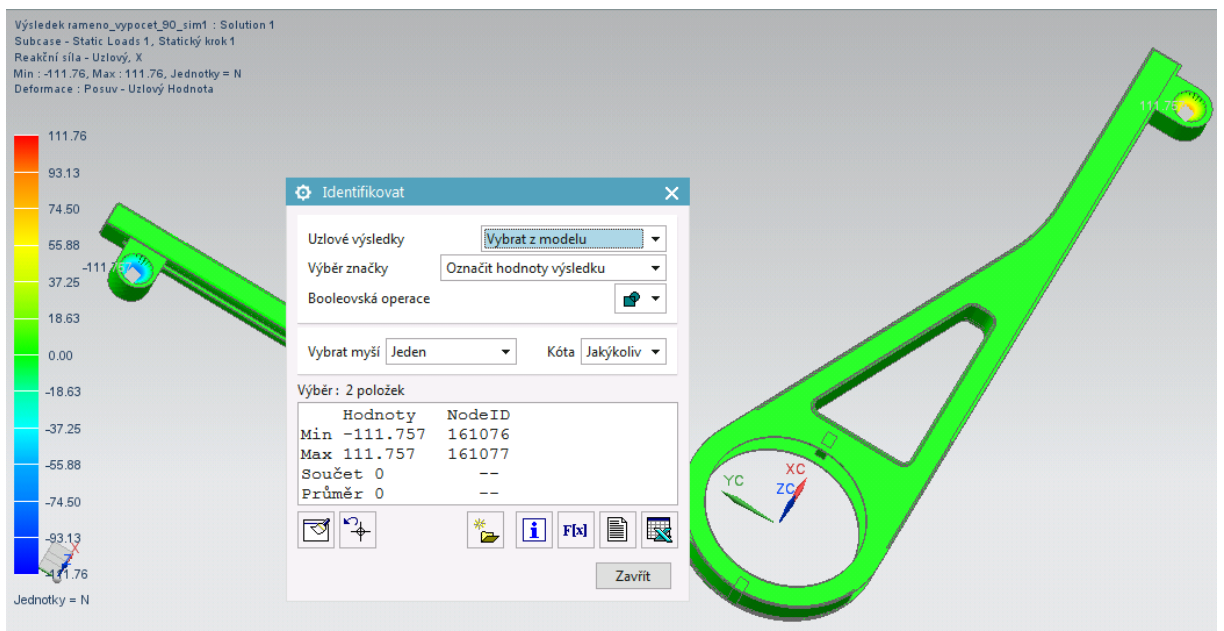 Výsledek rameno_vypocet_90_sim1 : Solution 1
Subcase - Static Loads 1, Statický krok 1
Reakční síla - Uzlový, X
Min : -111.76, Max : 111.76, Jednotky = N
Deformace : Posuv - Uzlový Hodnota
111.76
93.13
74.50
55.88
37.25
18.63
0.00
-18.63
-37.25
-55.88
-74.50
-93.13
Jednotky = N
111.76
Identifikovat
Uzlové výsledky Vybrat z modelu
Výběr značky Označit hodnoty výsledku
Booleovská operace
Vybrat myší Jeden Kóta Jakýkoliv
Výběr : 2 položek
Hodnoty NodeID
Min -111.757 161076
Max 111.757 161077
Součet 0 --
Průměr 0 --
F[x]
Zavřít
XC
YC
ZC
X